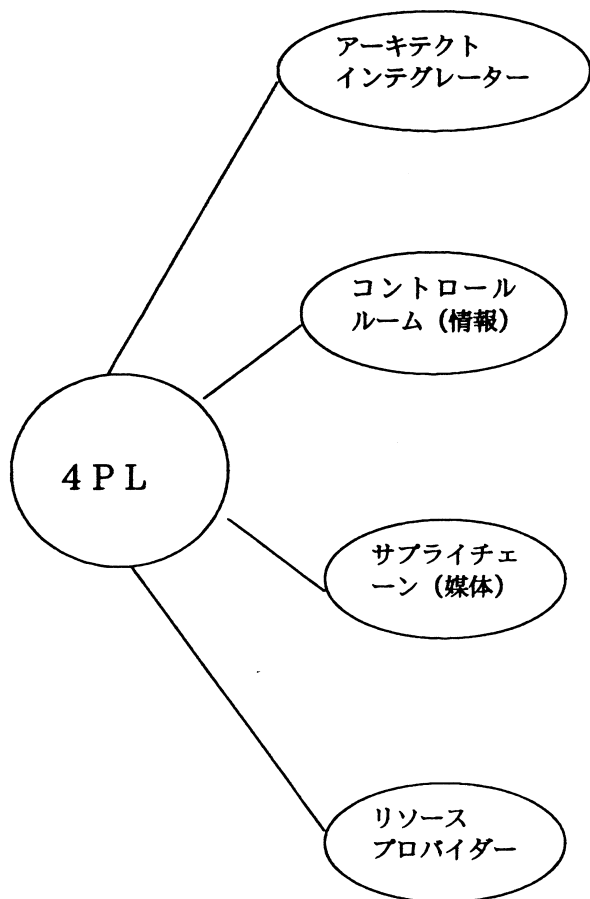 アーキテクト
インテグレーター
コントロール
ルーム（情報）
４ＰＬ
サプライチェ
ーン（媒体）
リソース
プロバイダー